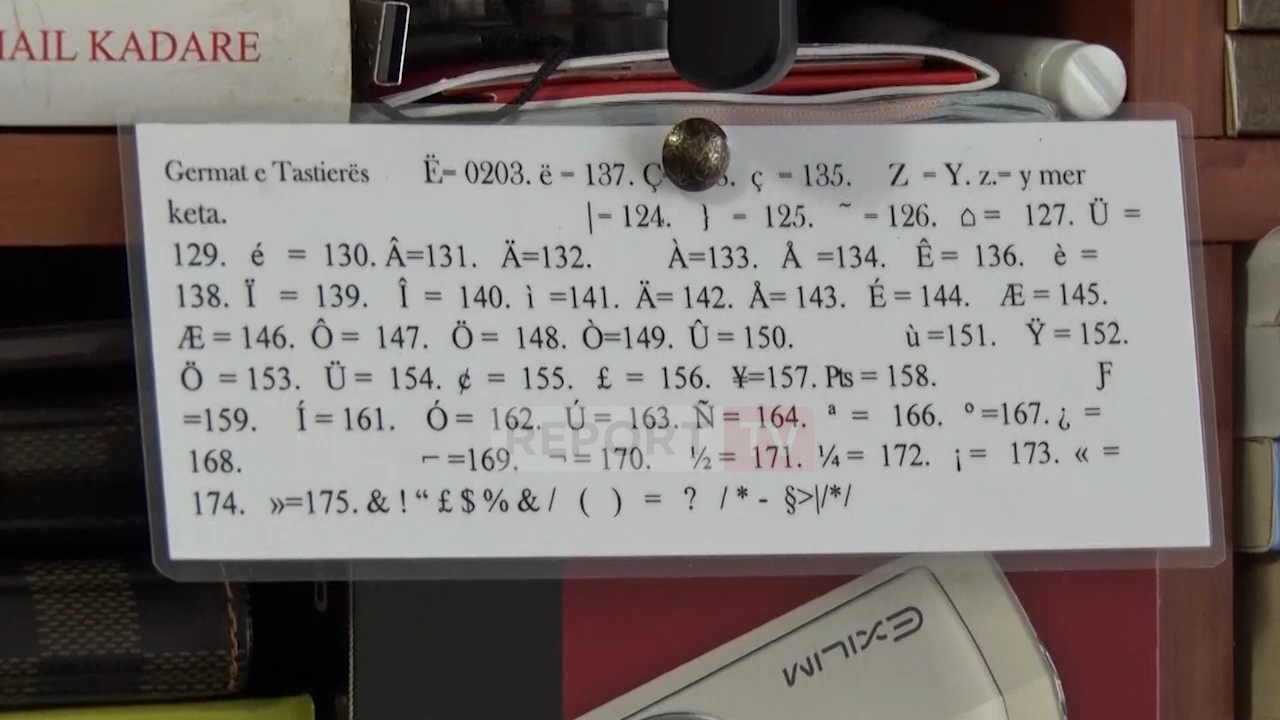 AIL KADARE
Germat e Tastierës Ë= 0203. ë = 137. Ç . ç = 135. Z = Y. z.= y mer
keta. |= 124. } = 125. ~ = 126. ⌂ = 127. Ü =
129. é = 130. Â=131. Ä=132. À=133. Å =134. Ê = 136. è =
138. Ï = 139. Î = 140. ì =141. Ä= 142. Å= 143. É = 144. Æ = 145.
Æ = 146. Ô = 147. Ö = 148. Ò=149. Û = 150. ù =151. Ÿ = 152.
Ö = 153. Ü = 154. ¢ = 155. £ = 156. ¥=157. Pts = 158. Ƒ
=159. Í = 161. Ó = 162. Ú = 163. Ñ = 164. ª = 166. º =167. ¿ =
168. ⌐ =169. ¬ = 170. ½ = 171. ¼ = 172. ¡ = 173. « =
174. »=175. & ! “ £ $ % & / ( ) = ? / * - §>|/*/
REPORT TV
EXILIM